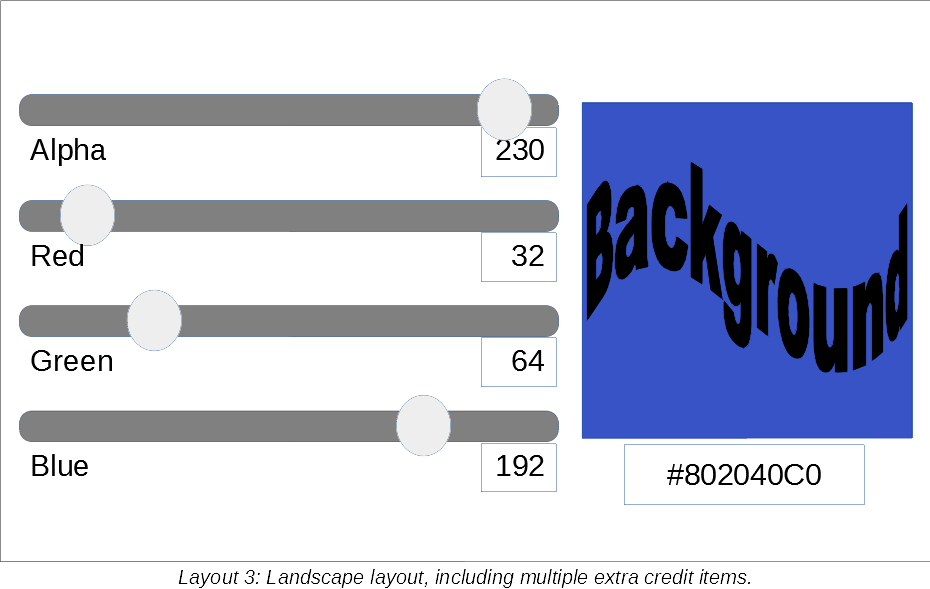 Alpha
230
Red
32
Green
64
Blue
192
Background
#802040C0
Layout 3: Landscape layout, including multiple extra credit items.